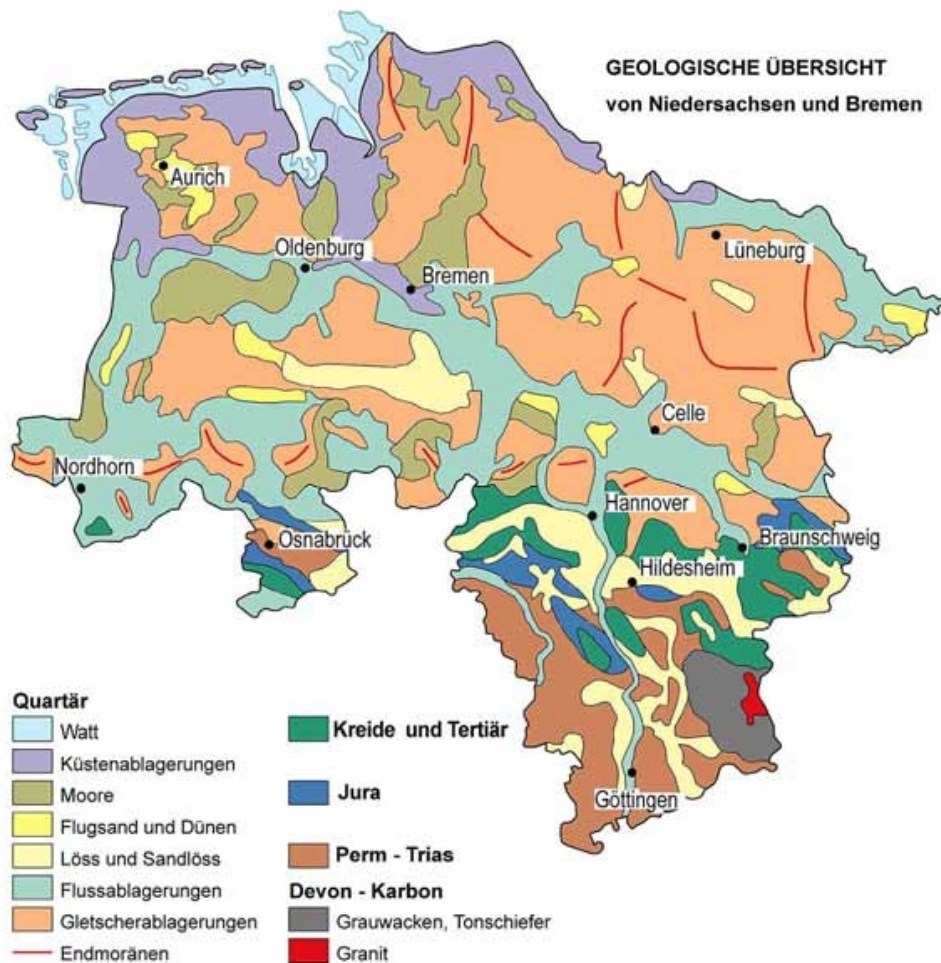 GEOLOGISCHE ÜBERSICHT
von Niedersachsen und Bremen
Aurich
Oldenburg
Bremen
Lüneburg
Celle
Nordhorn
Hannover
Osnabrück
Braunschweig
Hildesheim
Göttingen
Quartär
Watt
Küstenablagerungen
Moore
Flugsand und Dünen
Löss und Sandlöss
Flussablagerungen
Gletscherablagerungen
Endmoränen
Kreide und Tertiär
Jura
Perm - Trias
Devon - Karbon
Grauwacken, Tonschiefer
Granit